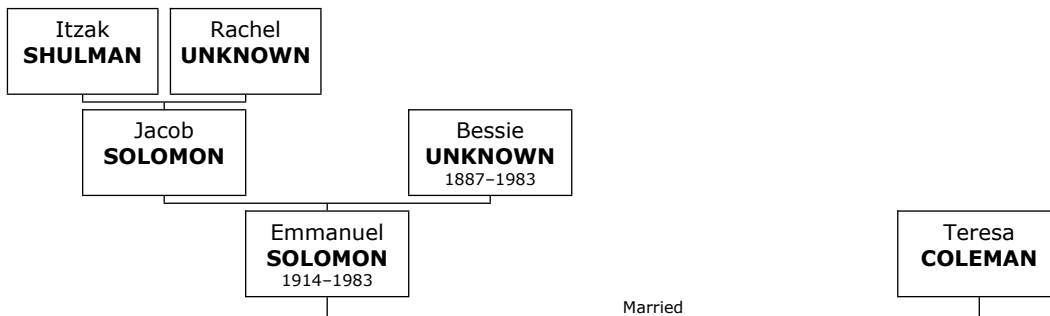 Itzak
SHULMAN
Rachel
UNKNOWN
Jacob
SOLOMON
Bessie
UNKNOWN
1887–1983
Emmanuel
SOLOMON
1914–1983
Teresa
COLEMAN
Married